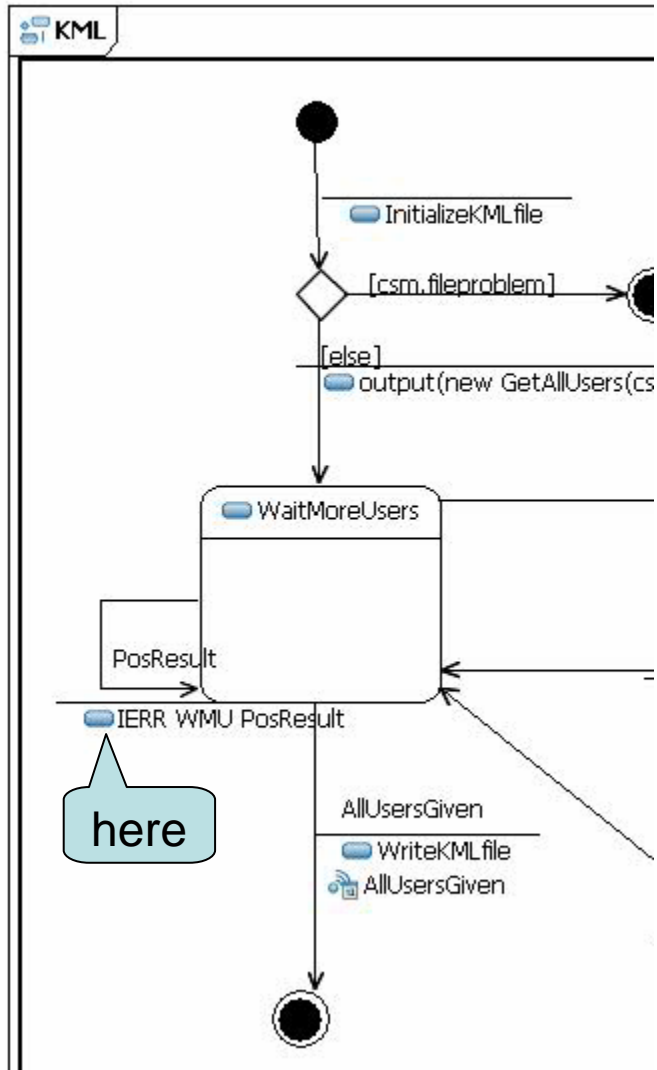 KML
InitializeKMLfile
[csm.fileproblem]
[else]
output(new GetAllUsers(cs
WaitMoreUsers
PosResult
IERR WMU PosResult
here
AllUsersGiven
WriteKMLfile
AllUsersGiven